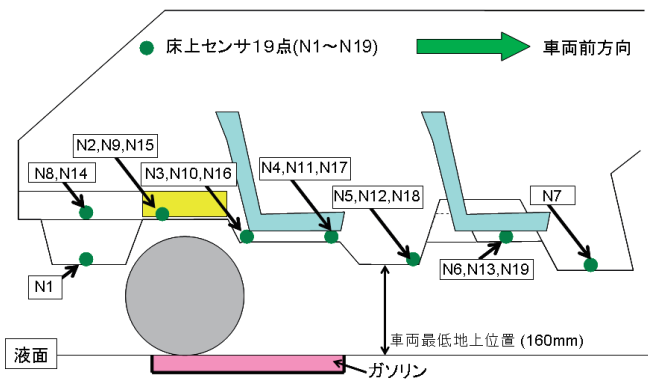 床上センサ19点(N1～N19)
車両前方向
N2,N9,N15
N8,N14
N3,N10,N16
N4,N11,N17
N5,N12,N18
N7
N1
N6,N13,N19
車両最低地上位置(160mm)
液面
ガソリン